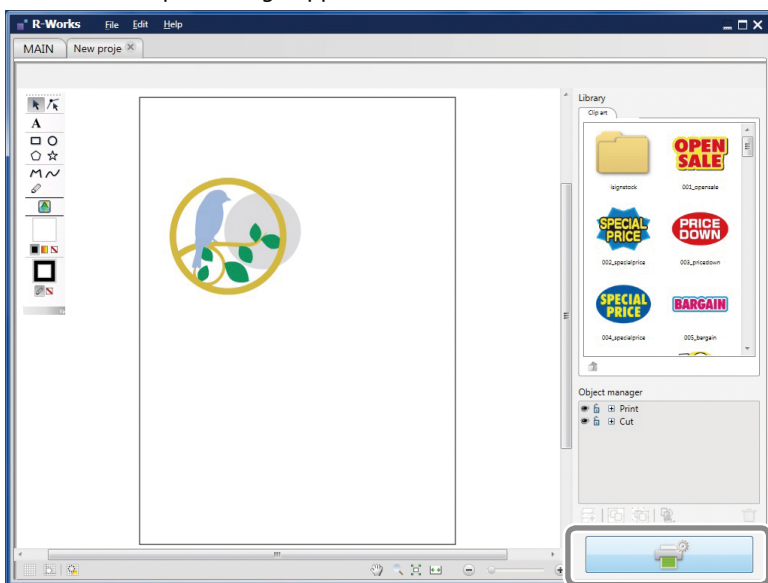 R-Works File Edit Help
MAIN New proje
A
Library
Clip art
isignstock
OPEN SALE
001_opensale
SPECIAL PRICE
002_specialprice
PRICE DOWN
003_pricedown
SPECIAL PRICE
004_specialprice
BARGAIN
005_bargain
Object manager
Print
Cut